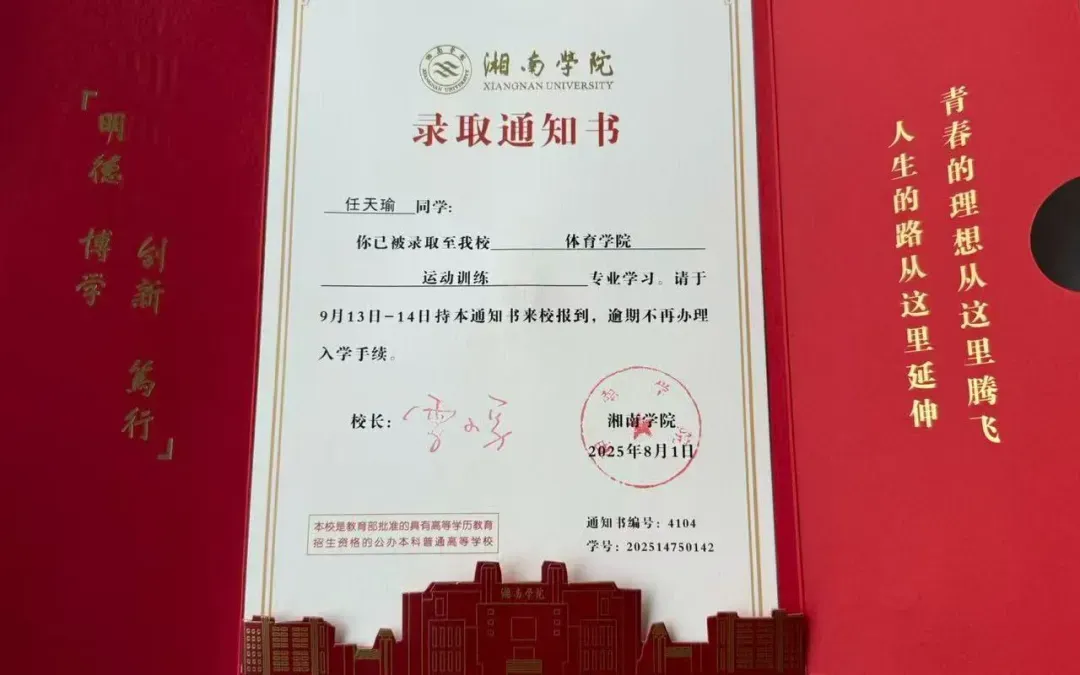 「明德 博学
创新 笃行」
湘南学院
XIANGNAN UNIVERSITY
录取通知书
任天瑜 同学:
你已被录取至我校 体育学院
运动训练 专业学习。请于
9月13日-14日持本通知书来校报到，逾期不再办理
入学手续。
校长:
湘南学院
2025年8月1日
本校是教育部批准的具有高等学历教育
招生资格的公办本科普通高等学校
通知书编号: 4104
学号: 202514750142
湘南学院
青春的理想从这里腾飞
人生的路从这里延伸